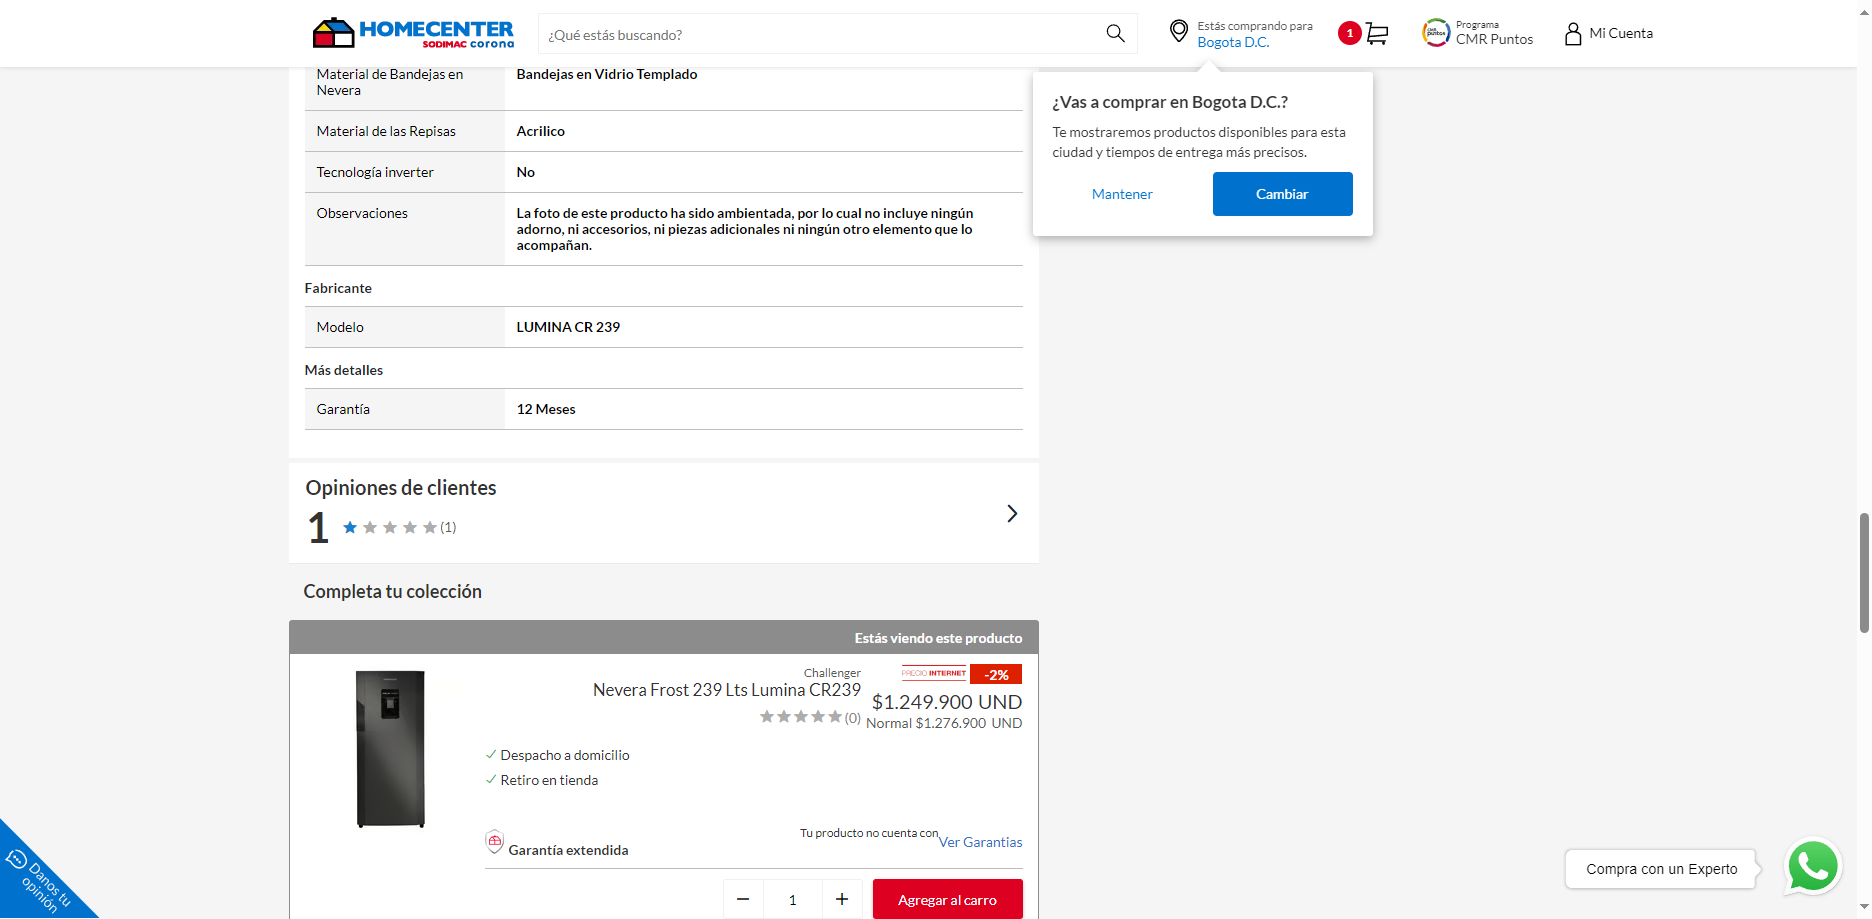 HOMECENTER
SODIMAC corona
¿Qué estás buscando?
Estás comprando para
Bogota D.C.
1
Programa
CMR Puntos
Mi Cuenta
¿Vas a comprar en Bogota D.C.?
Te mostraremos productos disponibles para esta
ciudad y tiempos de entrega más precisos.
Mantener
Cambiar
Material de Bandejas en
Nevera
Bandejas en Vidrio Templado
Material de las Repisas
Acrilico
Tecnología inverter
No
Observaciones
La foto de este producto ha sido ambientada, por lo cual no incluye ningún
adorno, ni accesorios, ni piezas adicionales ni ningún otro elemento que lo
acompañan.
Fabricante
Modelo
LUMINA CR 239
Más detalles
Garantía
12 Meses
Opiniones de clientes
1
(1)
Completa tu colección
Estás viendo este producto
Challenger
Nevera Frost 239 Lts Lumina CR239
(0)
PRECIO INTERNET
-2%
$1.249.900 UND
Normal $1.276.900 UND
Despacho a domicilio
Retiro en tienda
Garantía extendida
Tu producto no cuenta con
Ver Garantias
1
Agregar al carro
Danos tu
opinión
Compra con un Experto